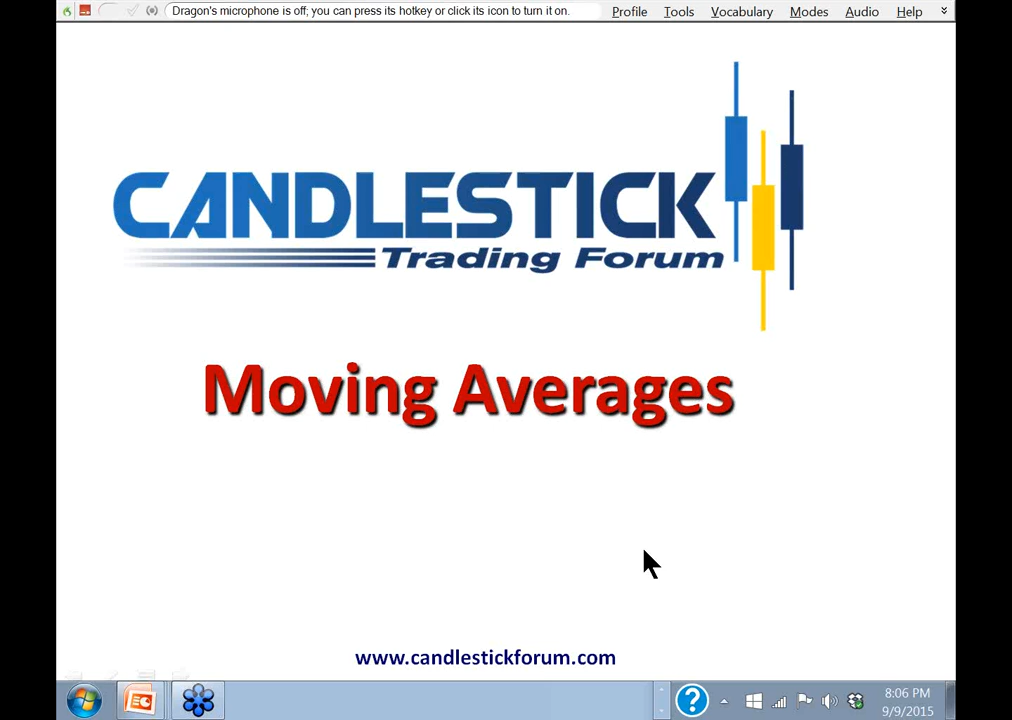 Dragon's microphone is off; you can press its hotkey or click its icon to turn it on. Profile Tools Vocabulary Modes Audio Help
CANDLESTICK
Trading Forum
Moving Averages
www.candlestickforum.com
8:06 PM
9/9/2015